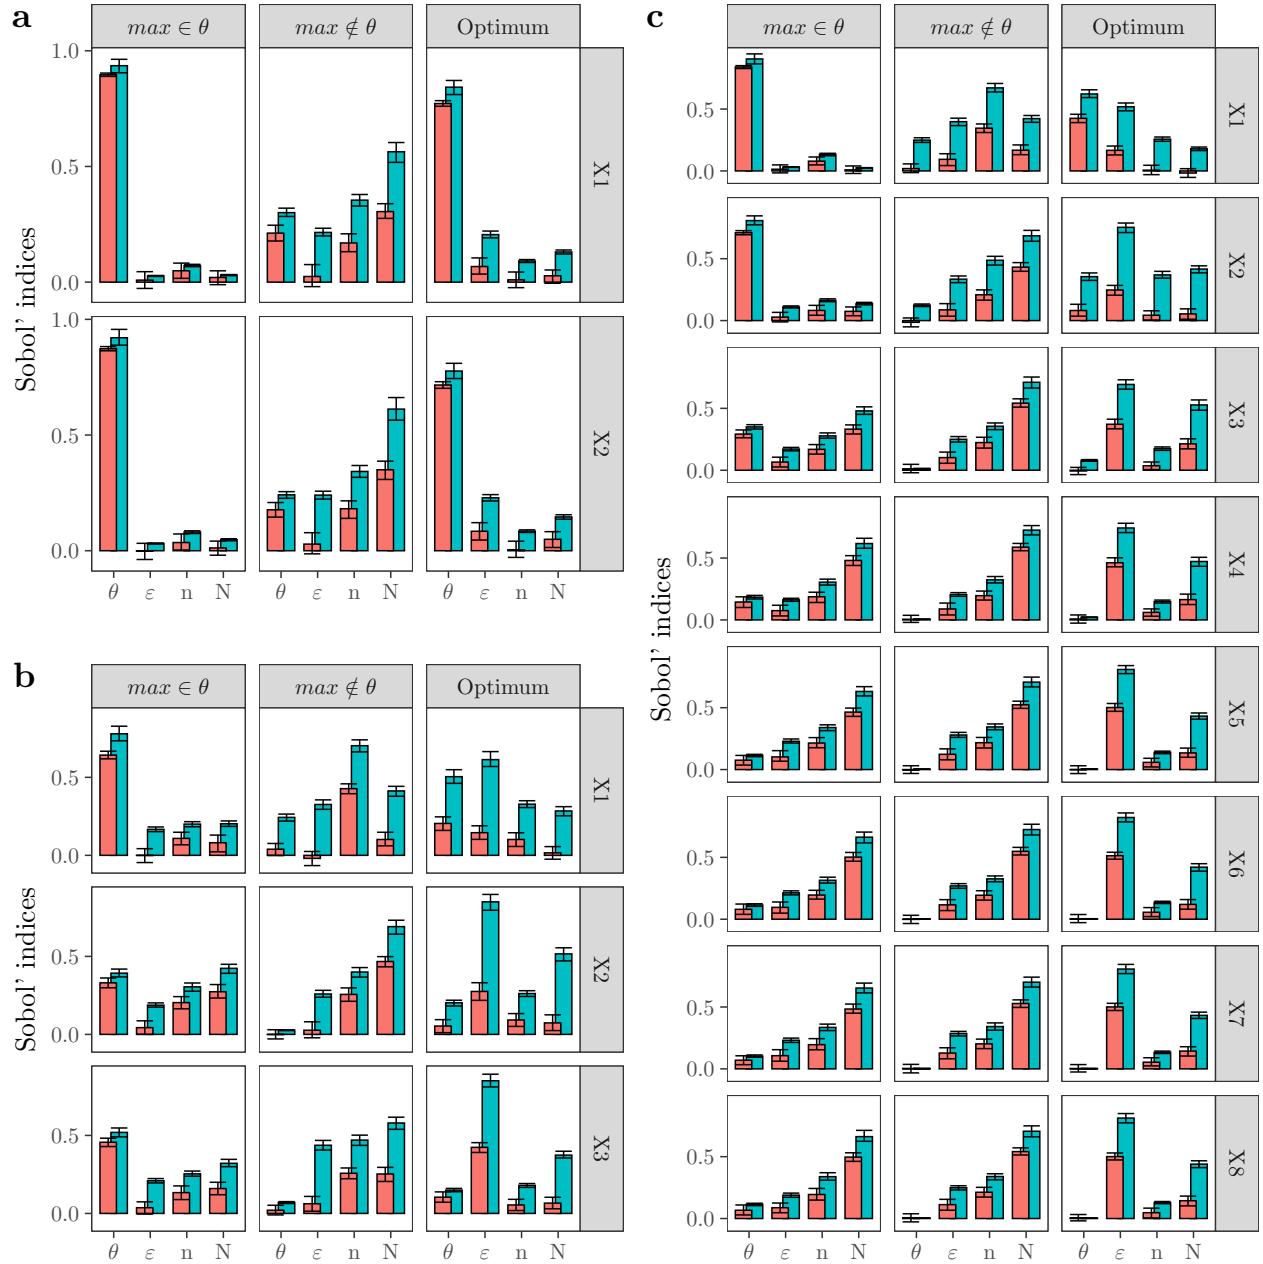 a
max ∈ θ max ∉ θ Optimum
Sobol' indices
1.0
0.5
0.0
X1
1.0
0.5
0.0
X2
θ ε n N θ ε n N θ ε n N
b
max ∈ θ max ∉ θ Optimum
Sobol' indices
0.5
0.0
X1
0.5
0.0
X2
0.5
0.0
X3
θ ε n N θ ε n N θ ε n N
c
max ∈ θ max ∉ θ Optimum
Sobol' indices
0.5
0.0
X1
0.5
0.0
X2
0.5
0.0
X3
0.5
0.0
X4
0.5
0.0
X5
0.5
0.0
X6
0.5
0.0
X7
0.5
0.0
X8
θ ε n N θ ε n N θ ε n N